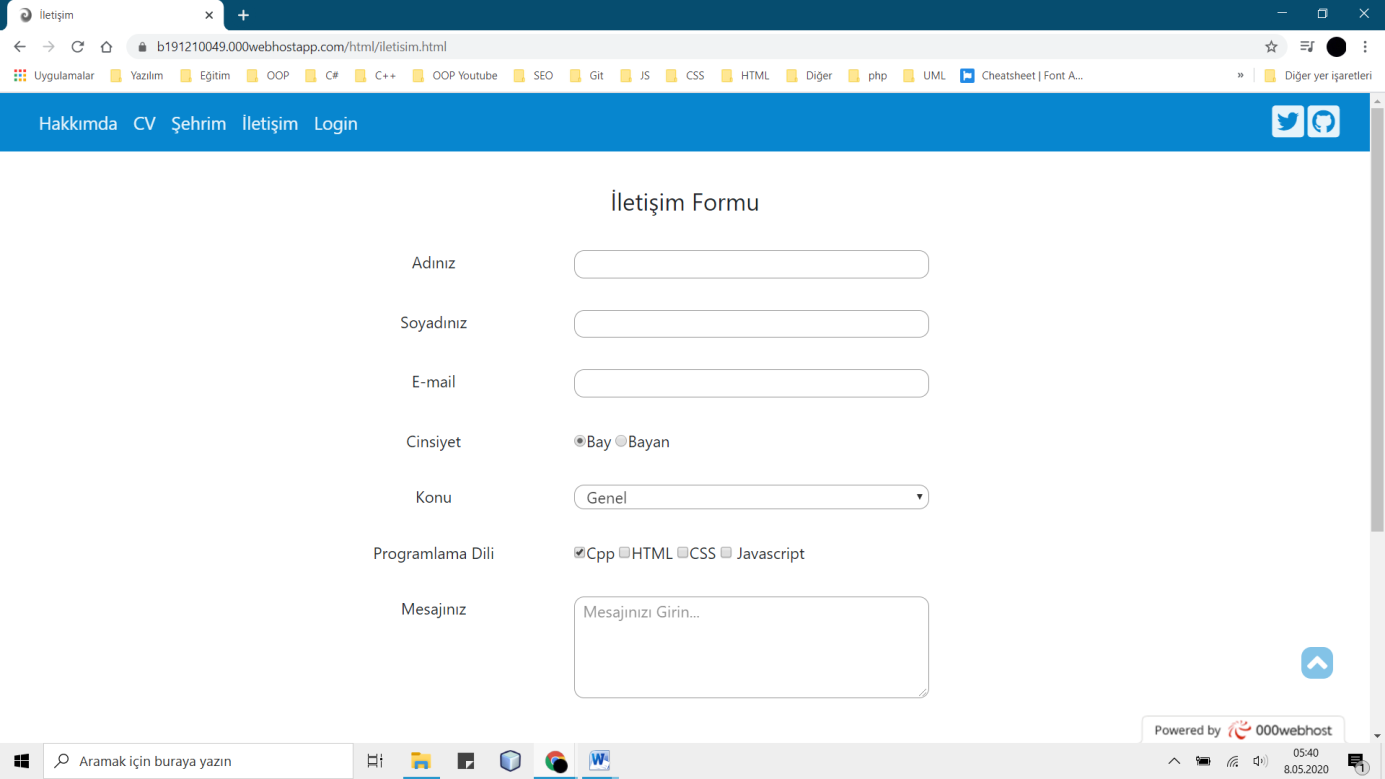 İletişim
b191210049.000webhostapp.com/html/iletisim.html
Uygulamalar Yazılım Eğitim OOP C# C++ OOP Youtube SEO Git JS CSS HTML Diğer php UML Cheatsheet | Font A... » Diğer yer işaretleri
Hakkımda CV Şehrim İletişim Login
İletişim Formu
Adınız
Soyadınız
E-mail
Cinsiyet Bay Bayan
Konu Genel
Programlama Dili Cpp HTML CSS Javascript
Mesajınız Mesajınızı Girin...
Powered by 000webhost
Aramak için buraya yazın
05:40
8.05.2020
1